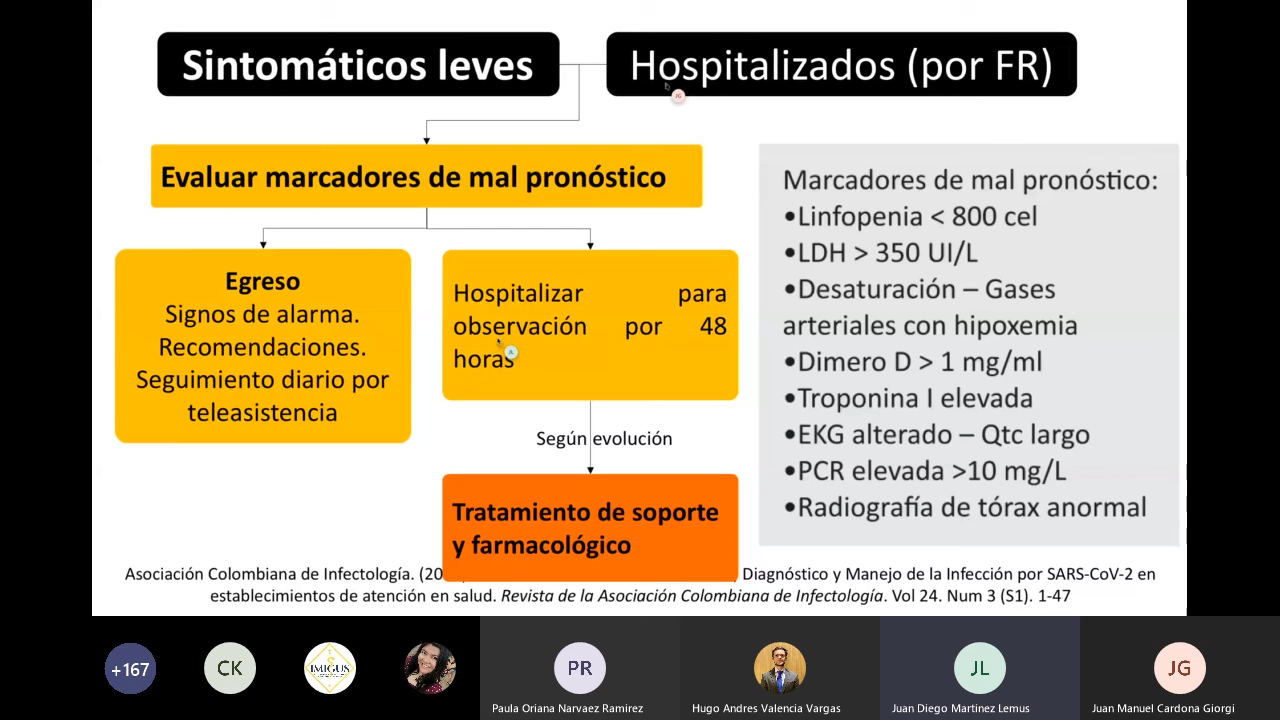 Sintomáticos leves
Hospitalizados (por FR)
JG
Evaluar marcadores de mal pronóstico
Egreso
Signos de alarma.
Recomendaciones.
Seguimiento diario por
teleasistencia
Hospitalizar para
observación por 48
horas
JL
Según evolución
Tratamiento de soporte
y farmacológico
Marcadores de mal pronóstico:
•Linfopenia < 800 cel
•LDH > 350 UI/L
•Desaturación – Gases
arteriales con hipoxemia
•Dimero D > 1 mg/ml
•Troponina I elevada
•EKG alterado – Qtc largo
•PCR elevada >10 mg/L
•Radiografía de tórax anormal
Asociación Colombiana de Infectología. (20 Diagnóstico y Manejo de la Infección por SARS-CoV-2 en
establecimientos de atención en salud. Revista de la Asociación Colombiana de Infectología. Vol 24. Num 3 (S1). 1-47
+167
CK
IMIGUS
PR
Paula Oriana Narvaez Ramirez
Hugo Andres Valencia Vargas
JL
Juan Diego Martinez Lemus
JG
Juan Manuel Cardona Giorgi